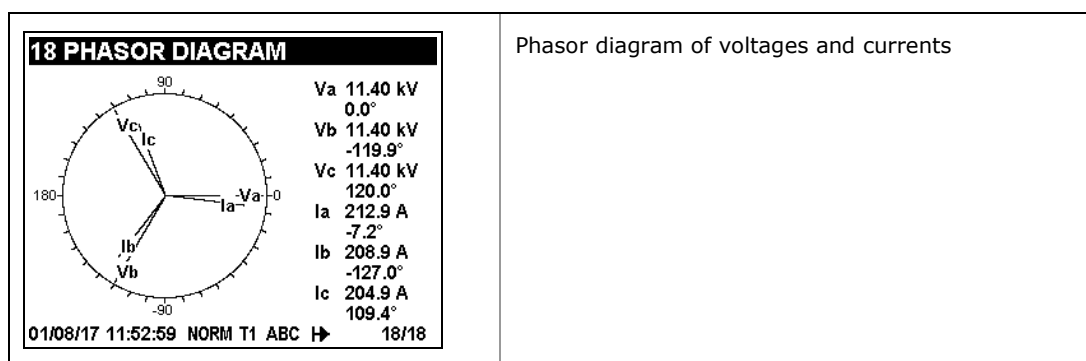 18 PHASOR DIAGRAM
90
Va 11.40 kV
0.0°
Vb 11.40 kV
-119.9°
Vc 11.40 kV
120.0°
Ia 212.9 A
-7.2°
Ib 208.9 A
-127.0°
Ic 204.9 A
109.4°
Vc
Ic
180
Va
0
Ia
Ib
Vb
-90
01/08/17 11:52:59 NORM T1 ABC 18/18
Phasor diagram of voltages and currents